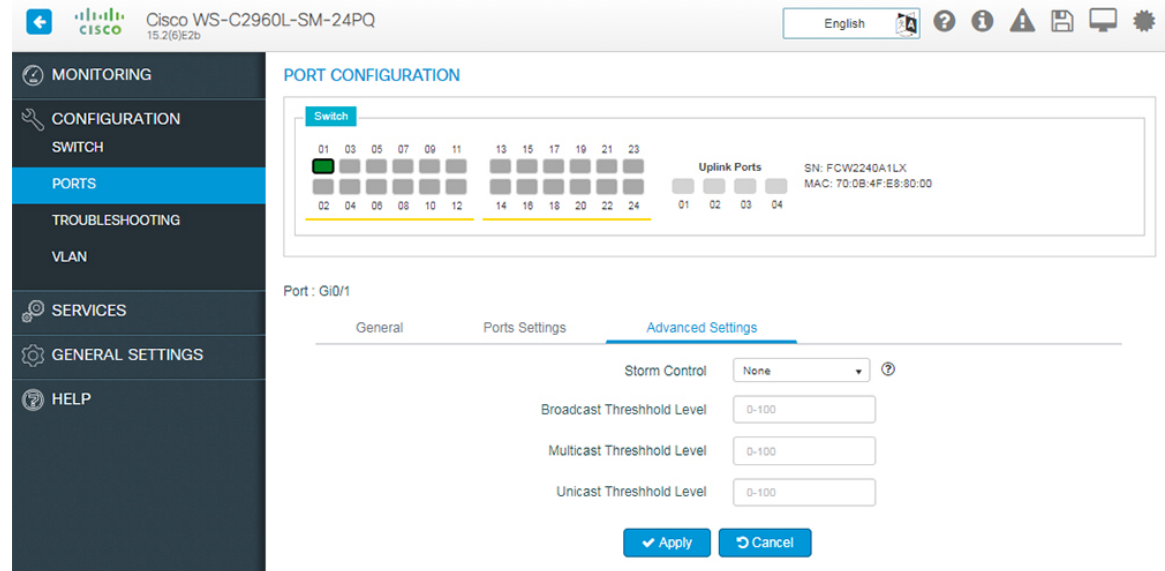 cisco
Cisco WS-C2960L-SM-24PQ
15.2(6)E2b
English
MONITORING
CONFIGURATION
SWITCH
PORTS
TROUBLESHOOTING
VLAN
SERVICES
GENERAL SETTINGS
HELP
PORT CONFIGURATION
Switch
01 03 05 07 09 11 13 15 17 19 21 23
02 04 06 08 10 12 14 16 18 20 22 24
Uplink Ports
01 02 03 04
SN: FCW2240A1LX
MAC: 70:0B:4F:E8:80:00
Port : Gi0/1
General Ports Settings Advanced Settings
Storm Control None
Broadcast Threshhold Level 0-100
Multicast Threshhold Level 0-100
Unicast Threshhold Level 0-100
Apply Cancel